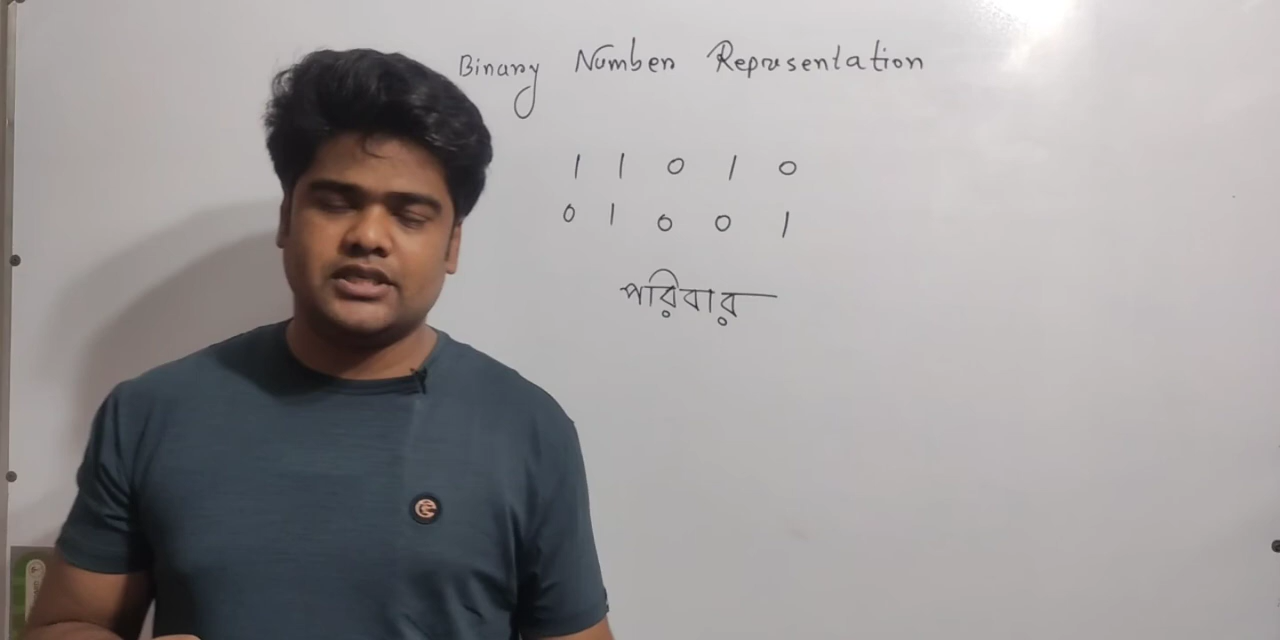 Binary Number Representation
1 1 0 1 0
0 1 0 0 1
পরিবার